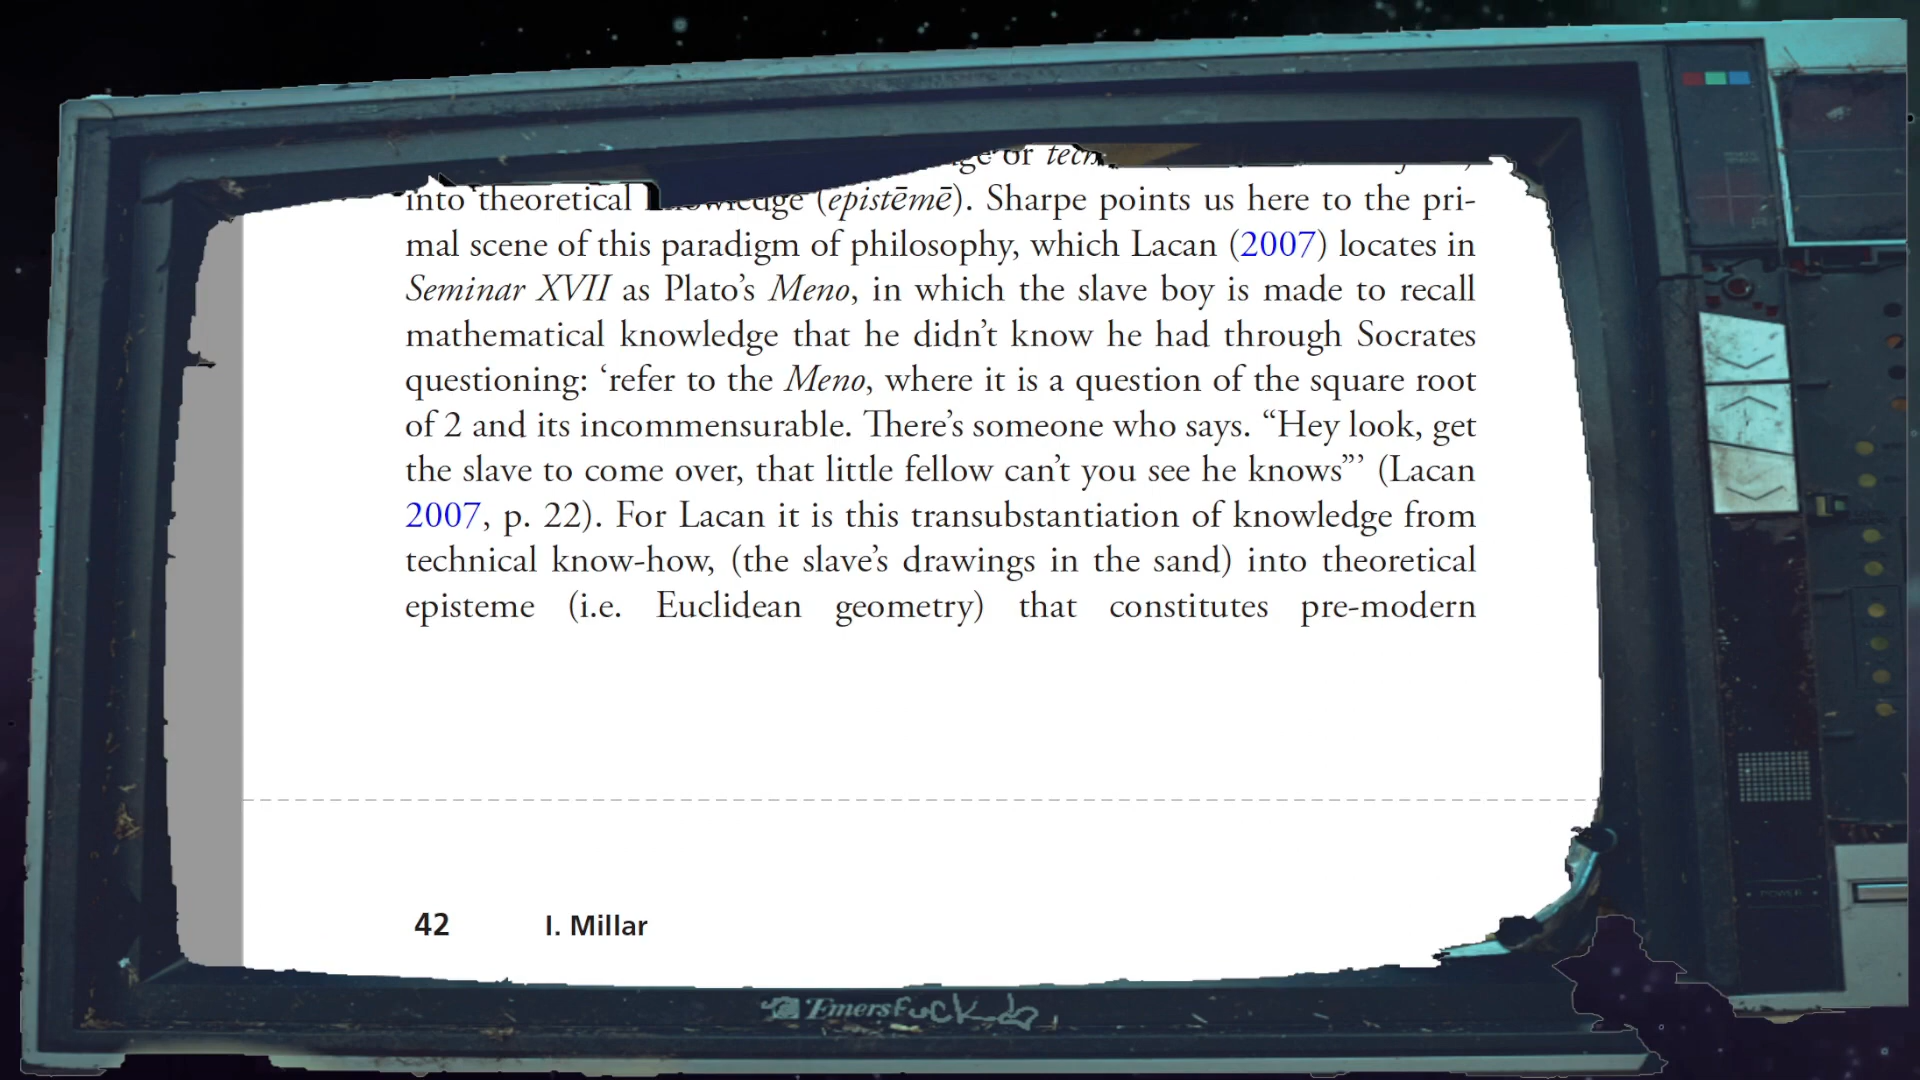 or
into theoretical knowledge (epistēmē). Sharpe points us here to the pri-
mal scene of this paradigm of philosophy, which Lacan (2007) locates in
Seminar XVII as Plato’s Meno, in which the slave boy is made to recall
mathematical knowledge that he didn’t know he had through Socrates
questioning: ‘refer to the Meno, where it is a question of the square root
of 2 and its incommensurable. There’s someone who says. “Hey look, get
the slave to come over, that little fellow can’t you see he knows”’ (Lacan
2007, p. 22). For Lacan it is this transubstantiation of knowledge from
technical know-how, (the slave’s drawings in the sand) into theoretical
episteme (i.e. Euclidean geometry) that constitutes pre-modern
42 I. Millar
POWER
Emersfuck